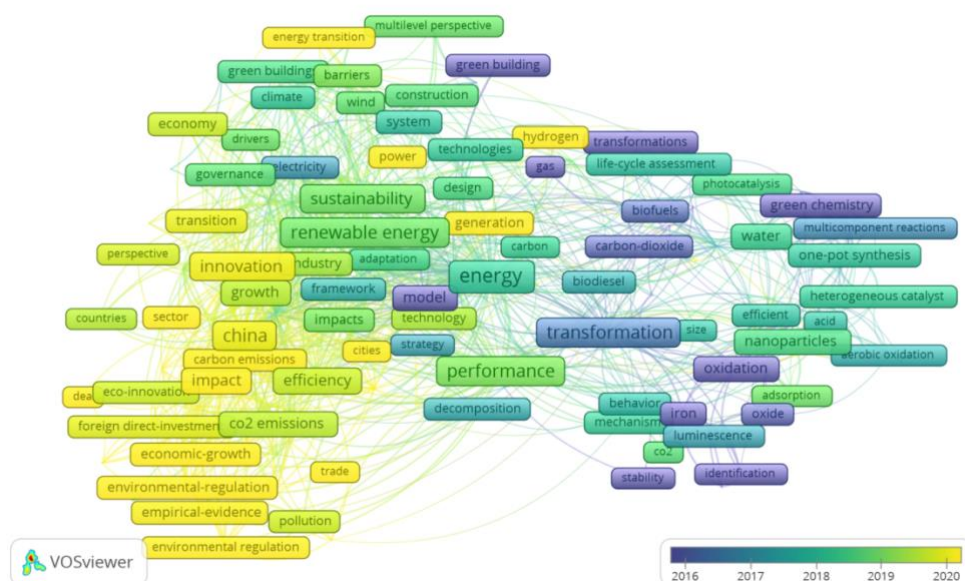 multilevel perspective
energy transition
green building
green buildings
barriers
climate
wind
construction
economy
system
drivers
technologies
hydrogen
transformations
power
gas
life-cycle assessment
electricity
governance
design
photocatalysis
sustainability
green chemistry
transition
generation
biofuels
multicomponent reactions
renewable energy
water
perspective
carbon
carbon-dioxide
one-pot synthesis
innovation
industry
adaptation
energy
biodiesel
growth
framework
model
heterogeneous catalyst
countries
sector
impacts
technology
efficient
acid
china
transformation
size
nanoparticles
strategy
cities
carbon emissions
aerobic oxidation
impact
efficiency
performance
oxidation
dea
eco-innovation
adsorption
behavior
decomposition
iron
oxide
foreign direct-investment
co2 emissions
mechanism
luminescence
economic-growth
co2
trade
stability
identification
environmental-regulation
empirical-evidence
pollution
environmental regulation
VOSviewer
2016 2017 2018 2019 2020